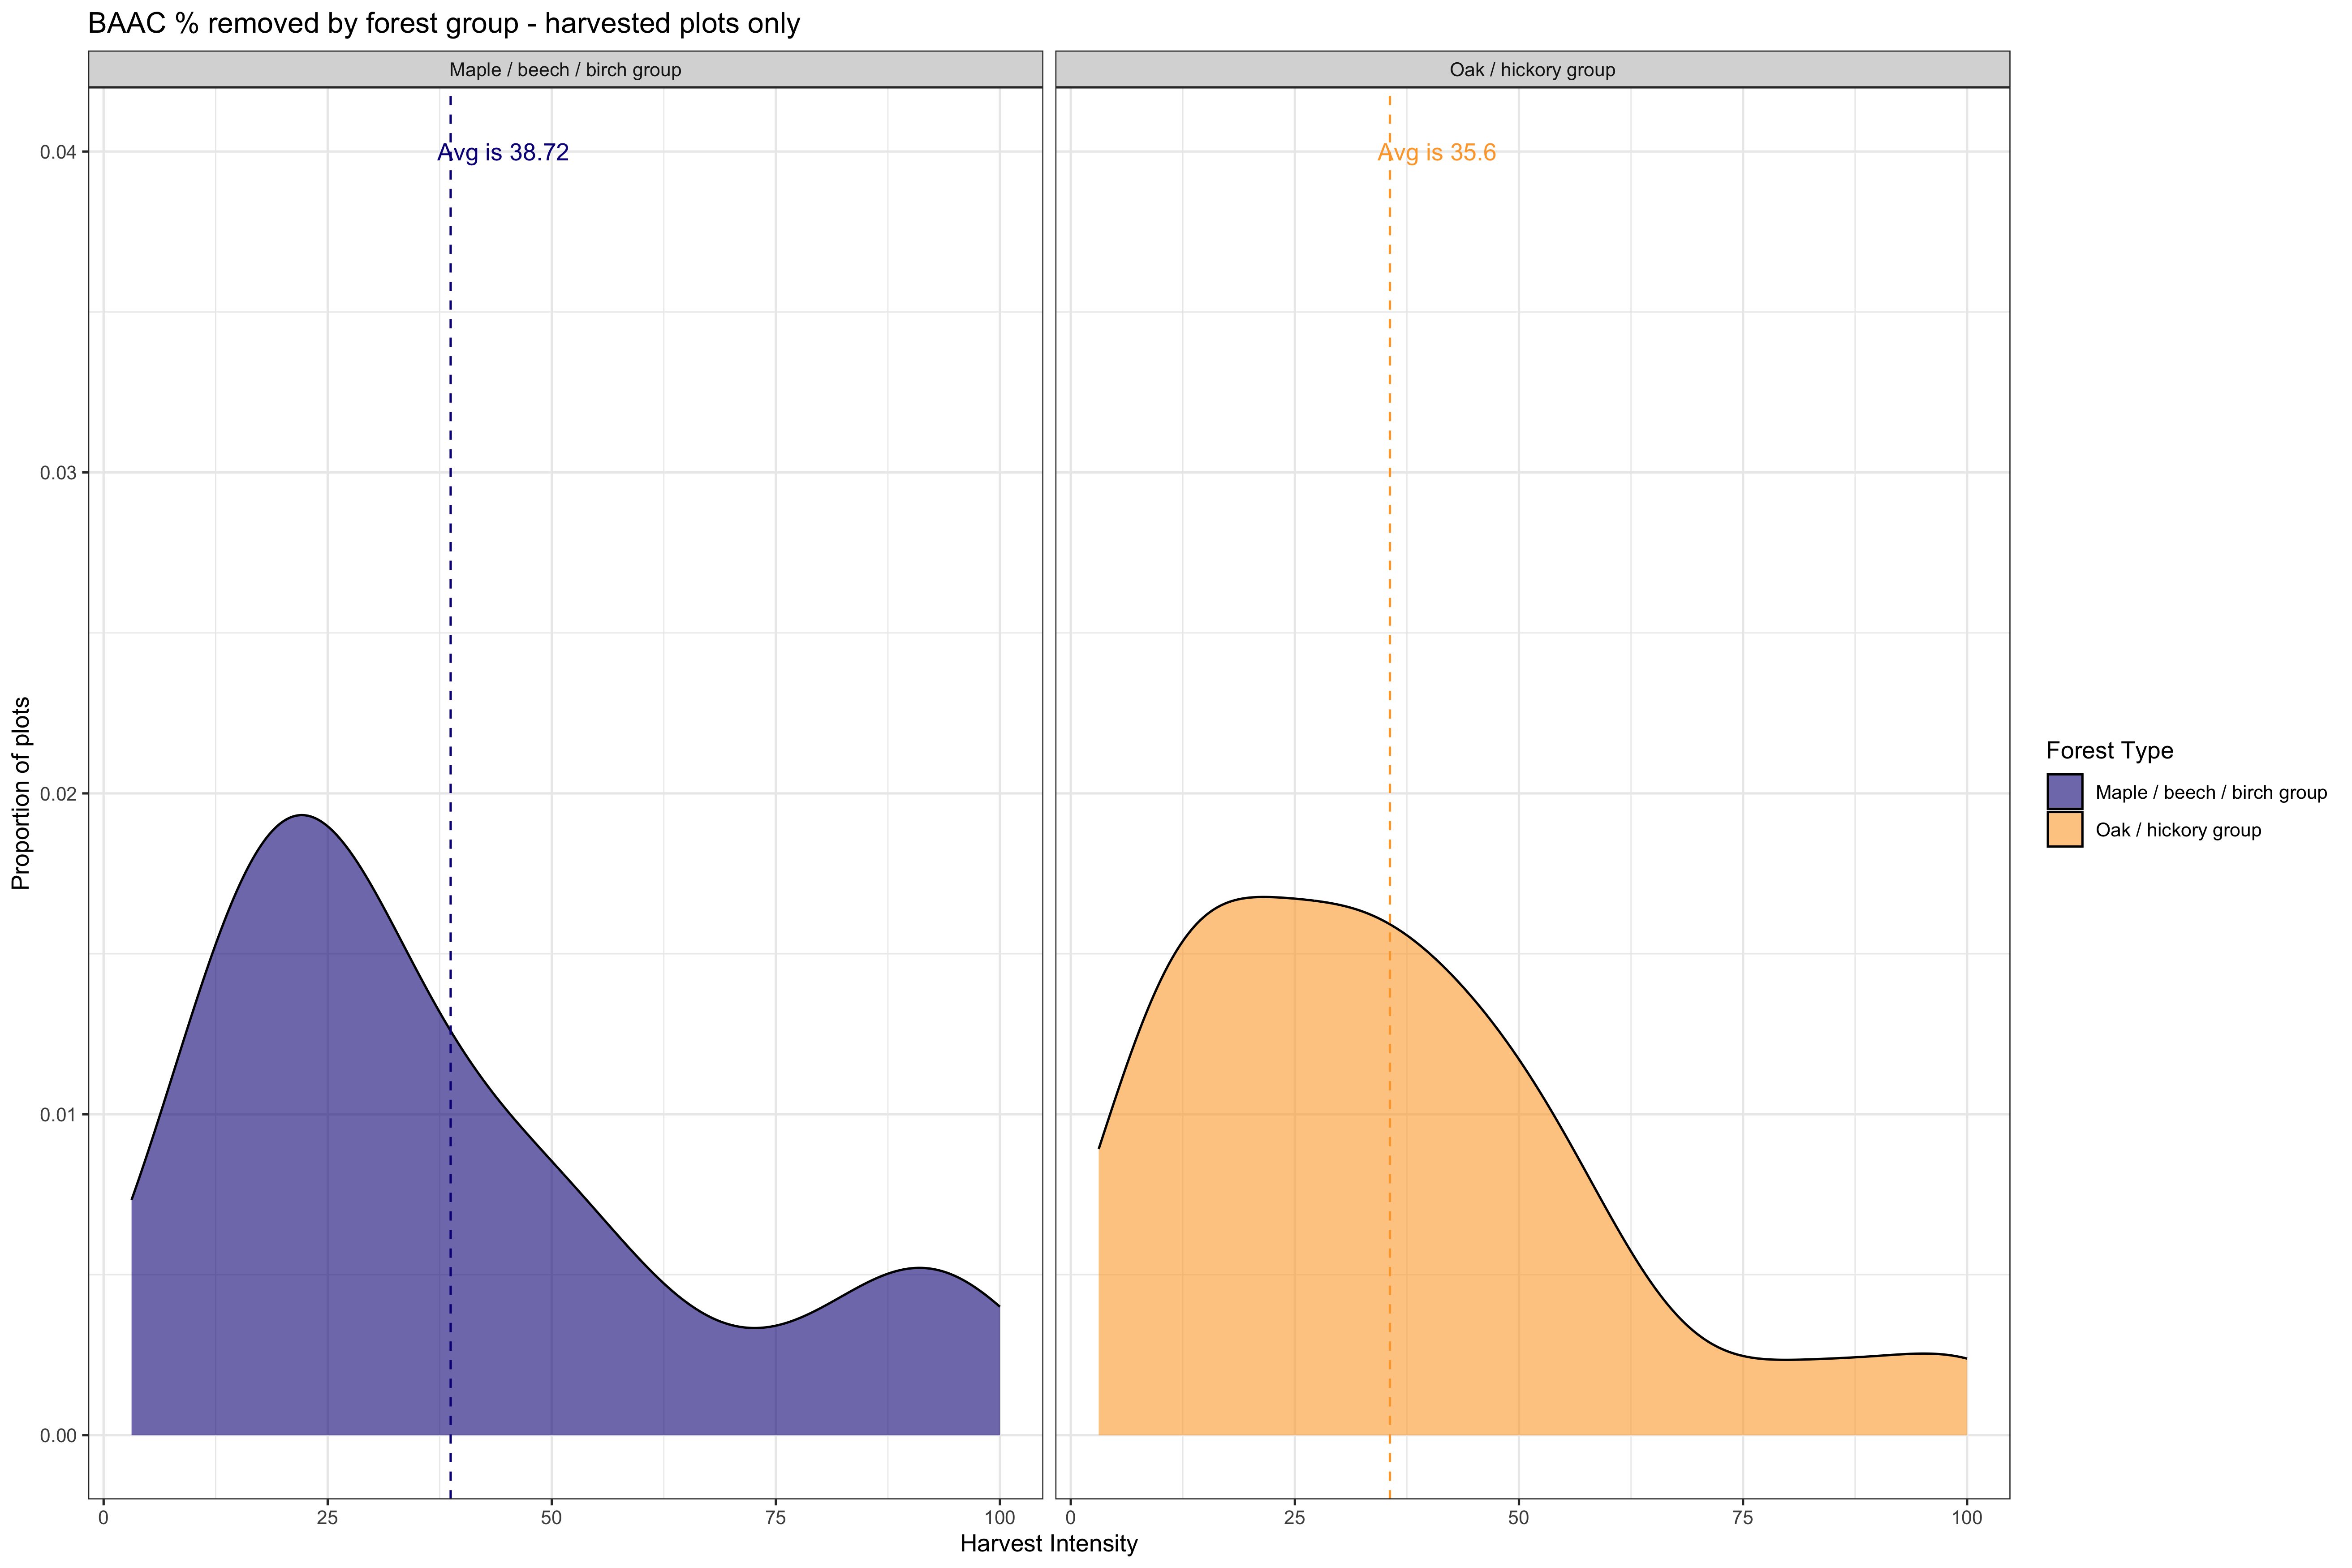 BAAC % removed by forest group - harvested plots only
Maple / beech / birch group
Oak / hickory group
Avg is 38.72
Avg is 35.6
0.04
0.03
0.02
0.01
0.00
Proportion of plots
0 25 50 75 100
0 25 50 75 100
Harvest Intensity
Forest Type
Maple / beech / birch group
Oak / hickory group